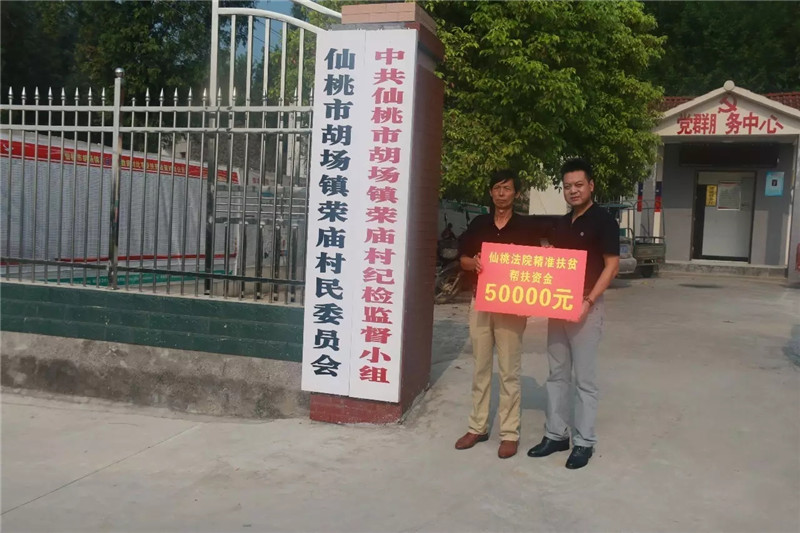 仙桃市胡场镇荣庙村民委员会
中共仙桃市胡场镇荣庙村纪检监督小组
党群服务中心
仙桃法院精准扶贫
帮扶资金
50000元